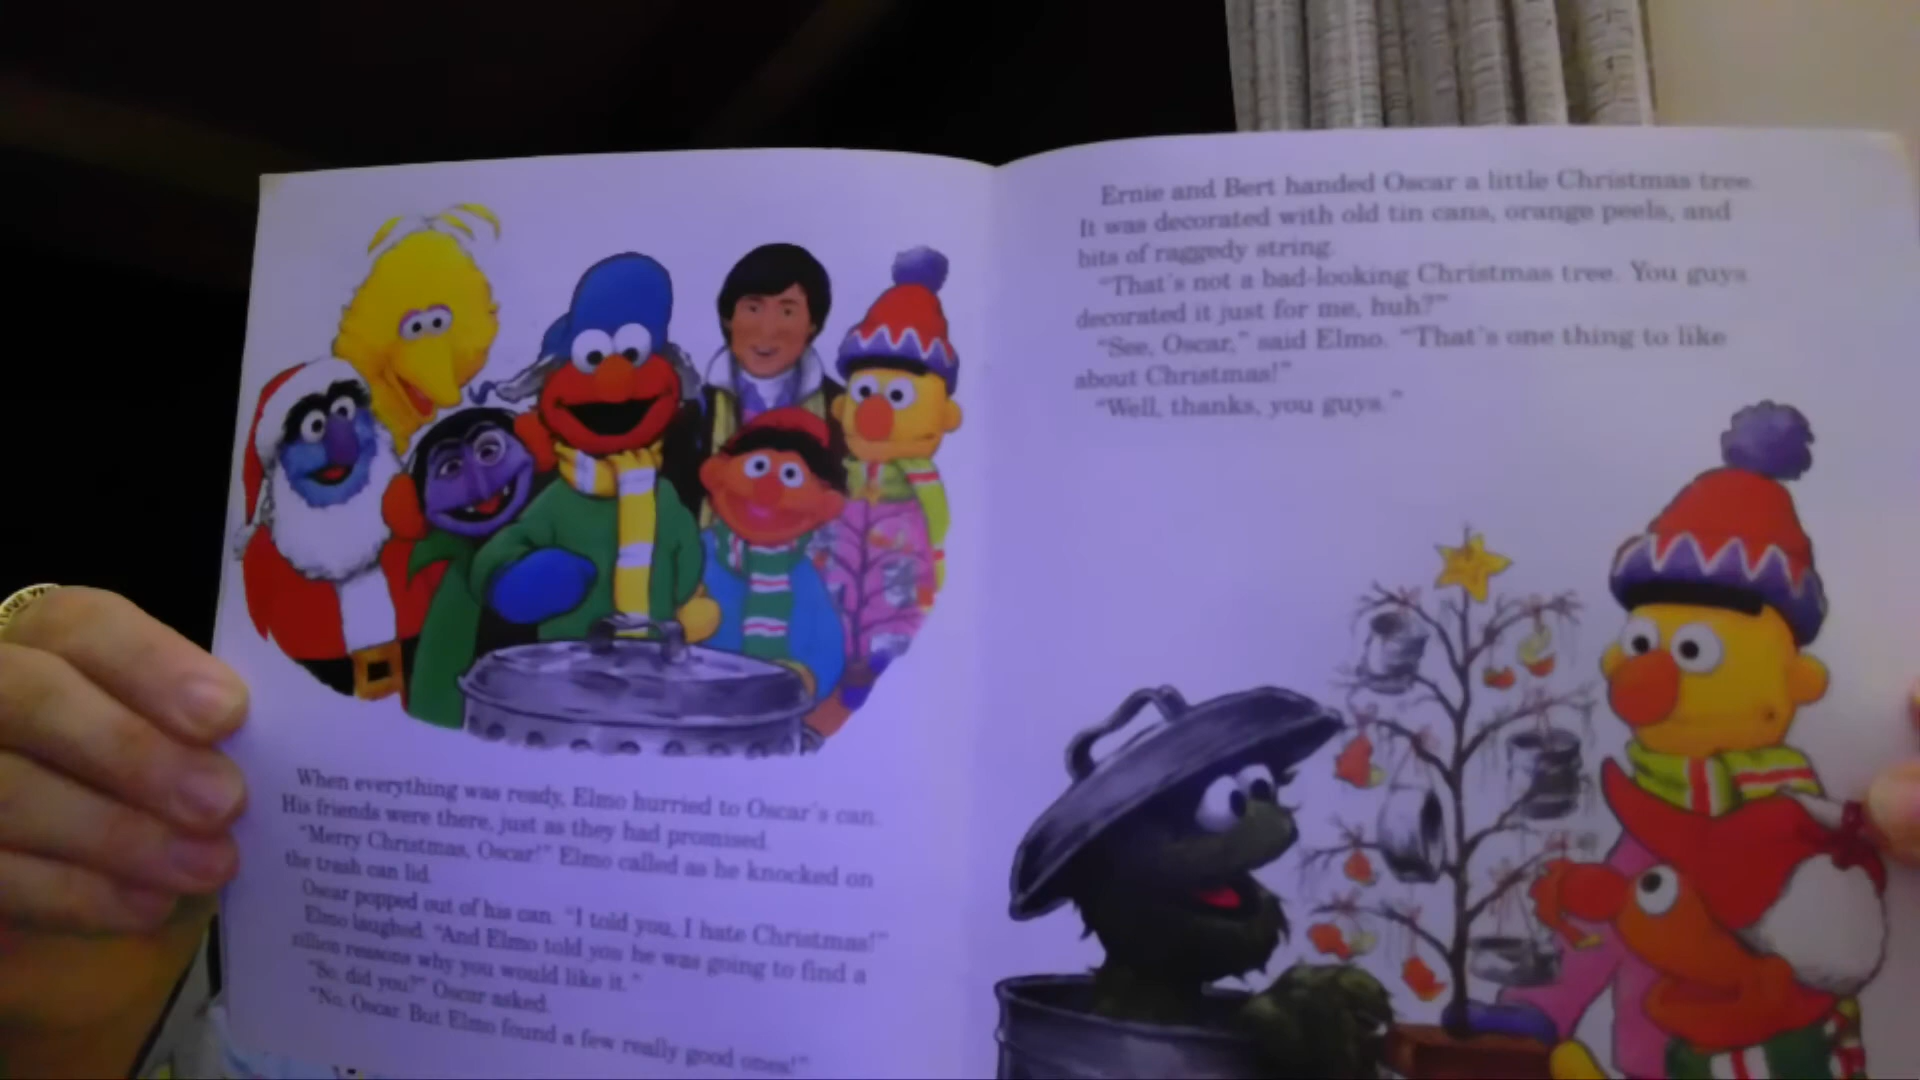 When everything was ready, Elmo hurried to Oscar's can.
His friends were there, just as they had promised.
"Merry Christmas, Oscar!" Elmo called as he knocked on
the trash can lid.
Oscar popped out of his can. "I told you, I hate Christmas!"
Elmo laughed. "And Elmo told you he was going to find a
zillion reasons why you would like it."
"So, did you?" Oscar asked.
"No, Oscar. But Elmo found a few really good ones!"
Ernie and Bert handed Oscar a little Christmas tree.
It was decorated with old tin cans, orange peels, and
bits of raggedy string.
"That's not a bad-looking Christmas tree. You guys
decorated it just for me, huh?"
"See, Oscar," said Elmo. "That's one thing to like
about Christmas!"
"Well, thanks, you guys."